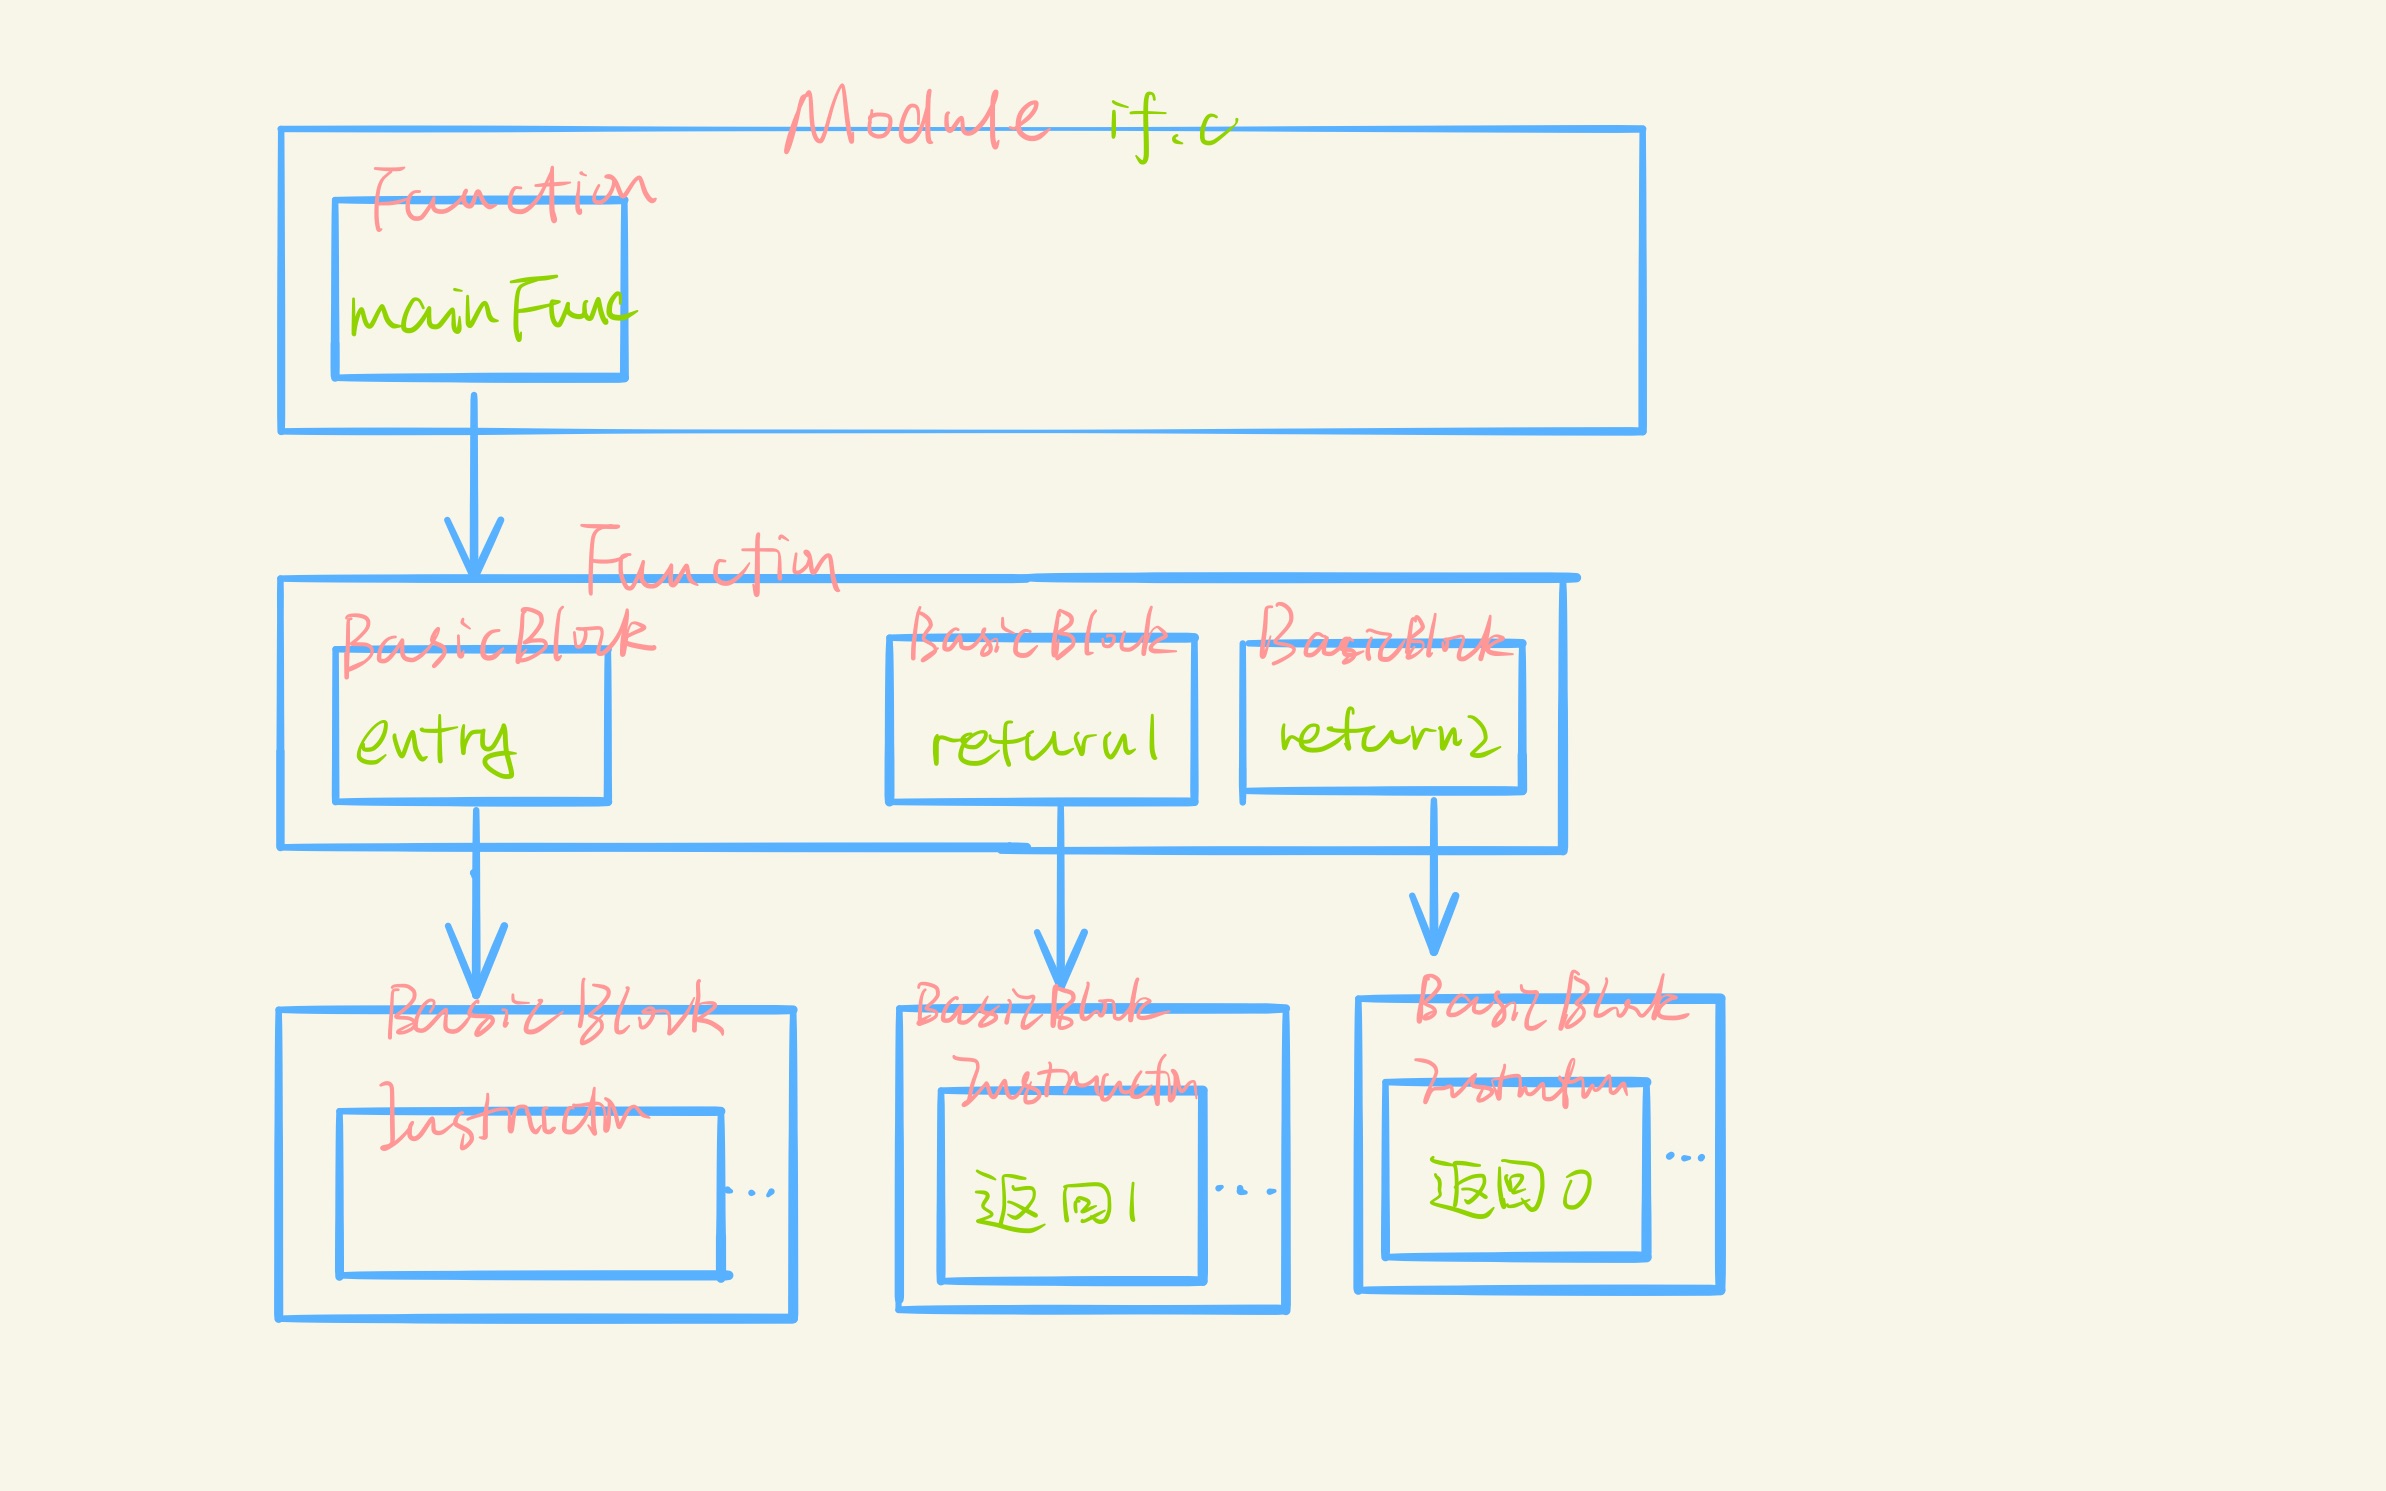 Module if.c
Function
mainFunc
Function
BasicBlock BasicBlock BasicBlock
entry return1 return2
BasicBlock BasicBlock BasicBlock
Instruction Instruction Instruction
返回1 返回0